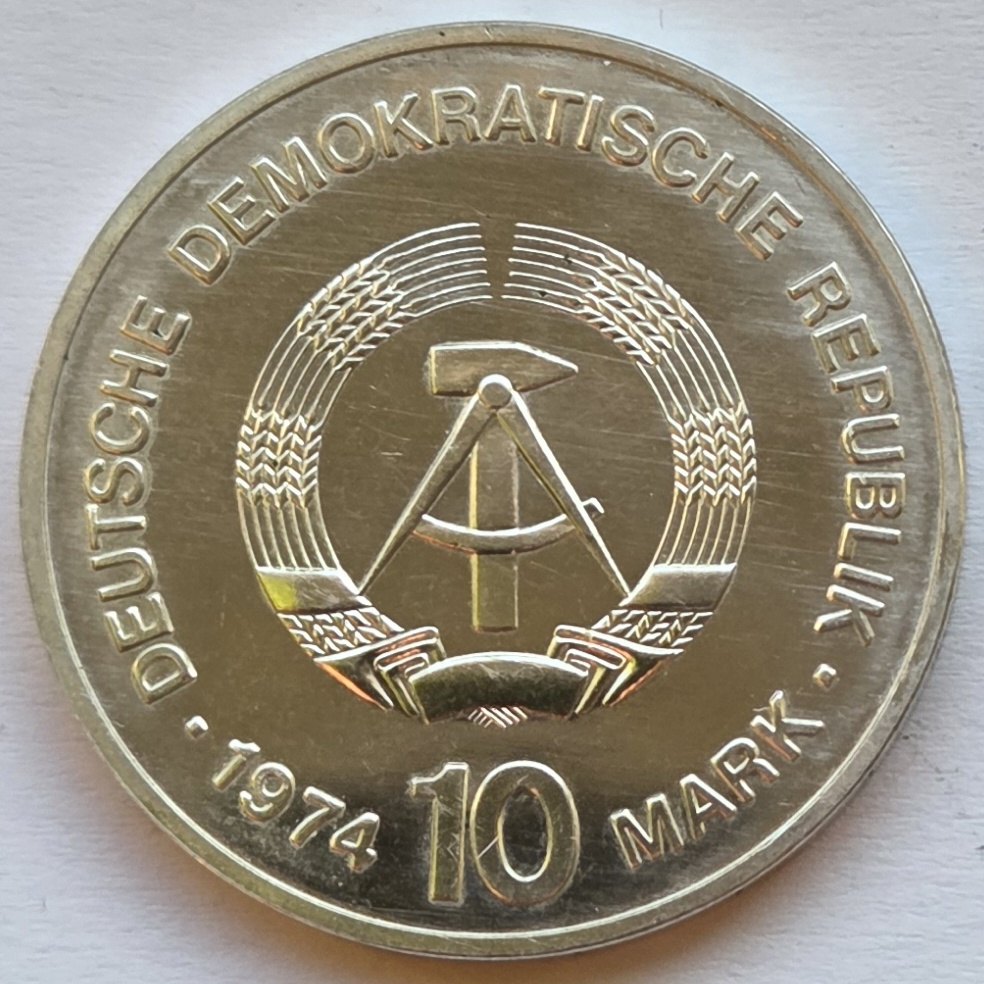 DEUTSCHE DEMOKRATISCHE REPUBLIK
· 1974 10 MARK ·